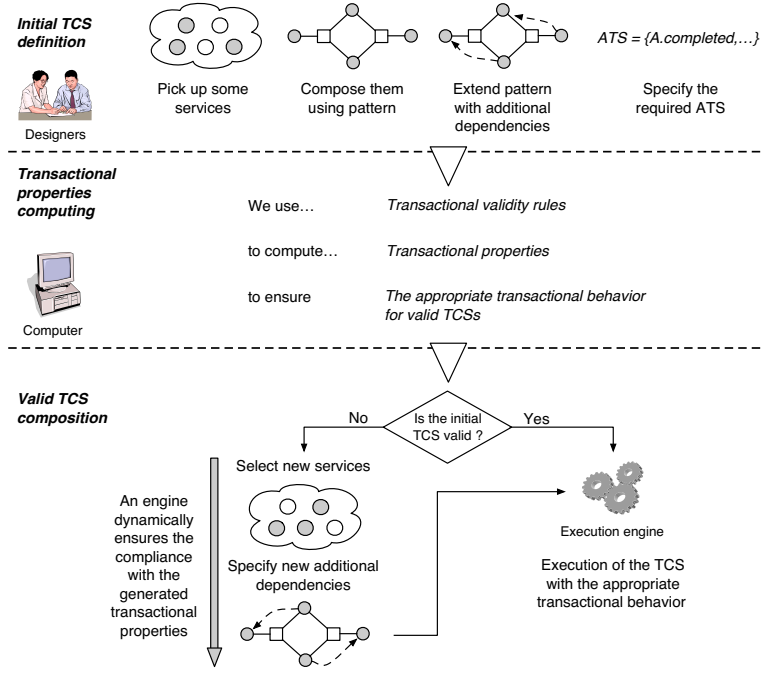 Initial TCS
definition
Designers
Pick up some
services
Compose them
using pattern
Extend pattern
with additional
dependencies
ATS = {A.completed,...}
Specify the
required ATS
Transactional
properties
computing
Computer
We use...
Transactional validity rules
to compute...
Transactional properties
to ensure
The appropriate transactional behavior
for valid TCSs
Valid TCS
composition
Is the initial
TCS valid ?
No
Yes
An engine
dynamically
ensures the
compliance
with the
generated
transactional
properties
Select new services
Specify new additional
dependencies
Execution engine
Execution of the TCS
with the appropriate
transactional behavior